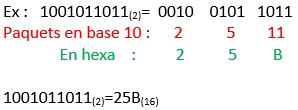 Ex : 1001011011(2)= 0010 0101 1011
Paquets en base 10 : 2 5 11
En hexa : 2 5 B
1001011011(2)=25B(16)